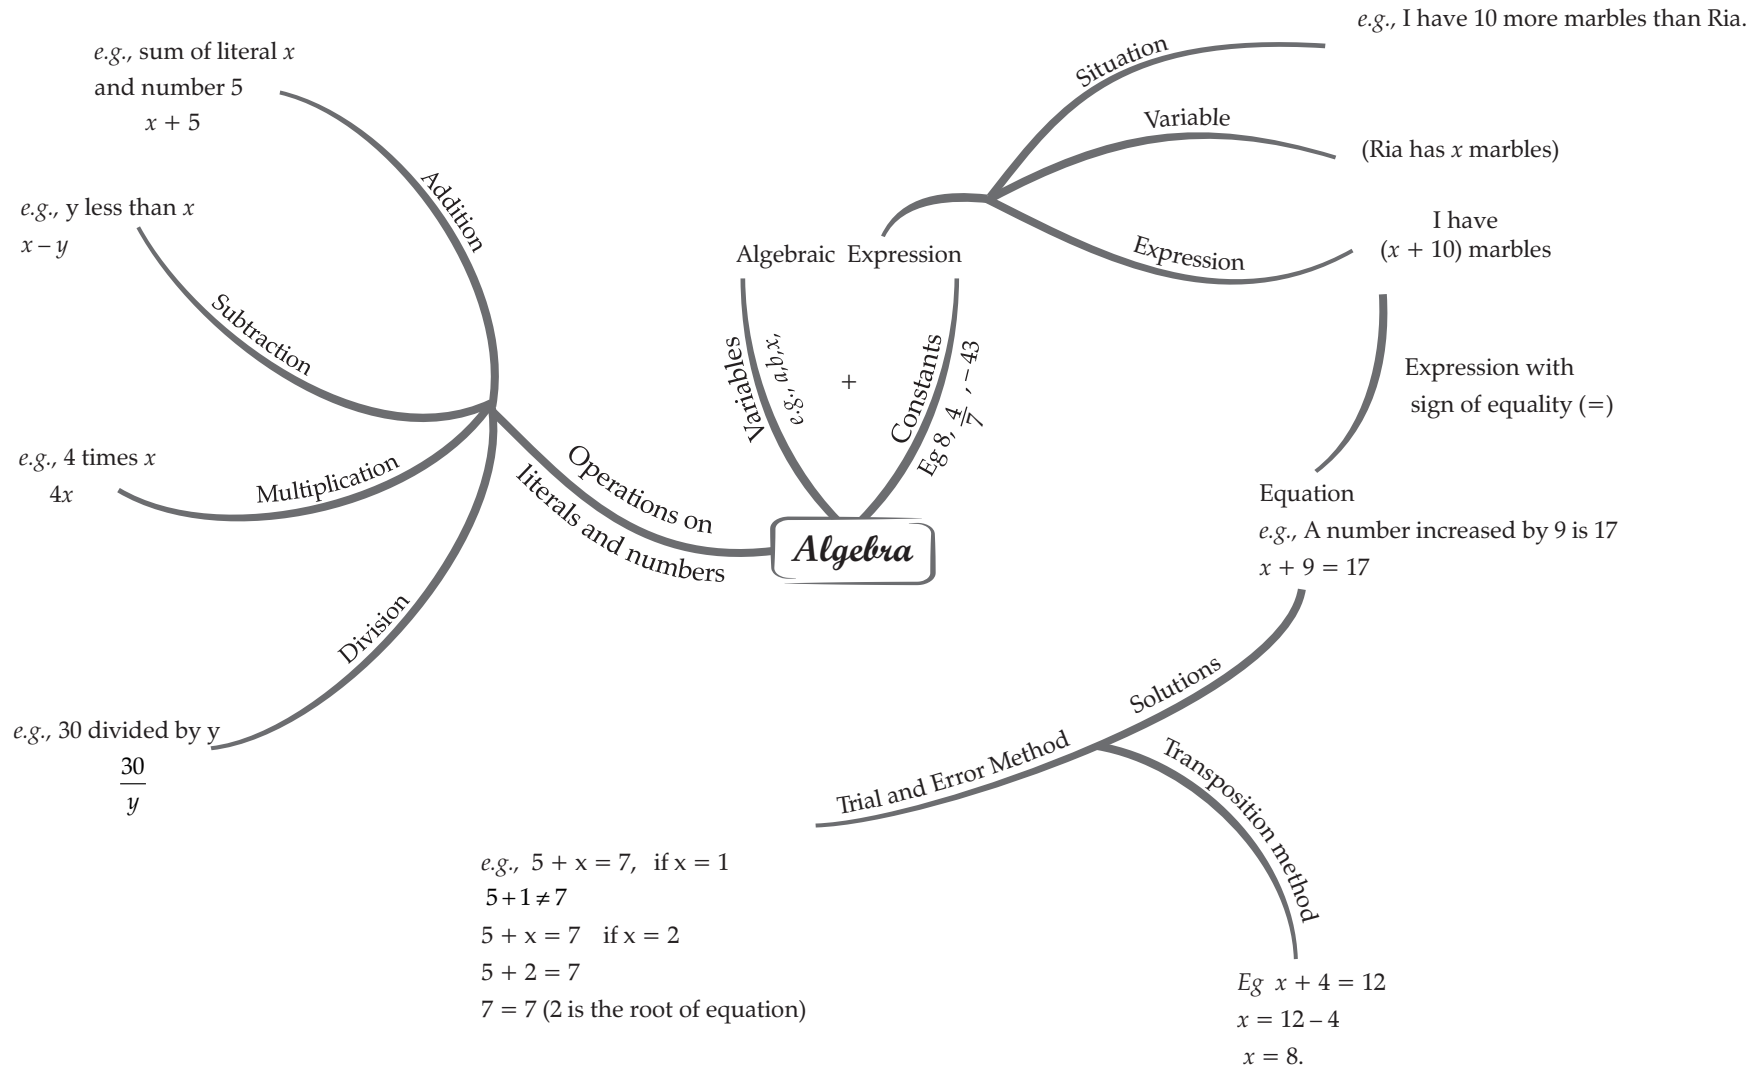 e.g., sum of literal x
and number 5
x + 5
Addition
e.g., y less than x
x – y
Subtraction
e.g., 4 times x
4x
Multiplication
e.g., 30 divided by y
30
y
Division
Operations on
literals and numbers
Algebra
Algebraic Expression
Variables
e.g., a,b,x,
+
Constants
Eg 8, 4/7, – 43
Situation
e.g., I have 10 more marbles than Ria.
Variable
(Ria has x marbles)
Expression
I have
(x + 10) marbles
Expression with
sign of equality (=)
Equation
e.g., A number increased by 9 is 17
x + 9 = 17
Solutions
Trial and Error Method
e.g., 5 + x = 7, if x = 1
5+1≠7
5 + x = 7 if x = 2
5 + 2 = 7
7 = 7 (2 is the root of equation)
Transposition method
Eg x + 4 = 12
x = 12 – 4
x = 8.